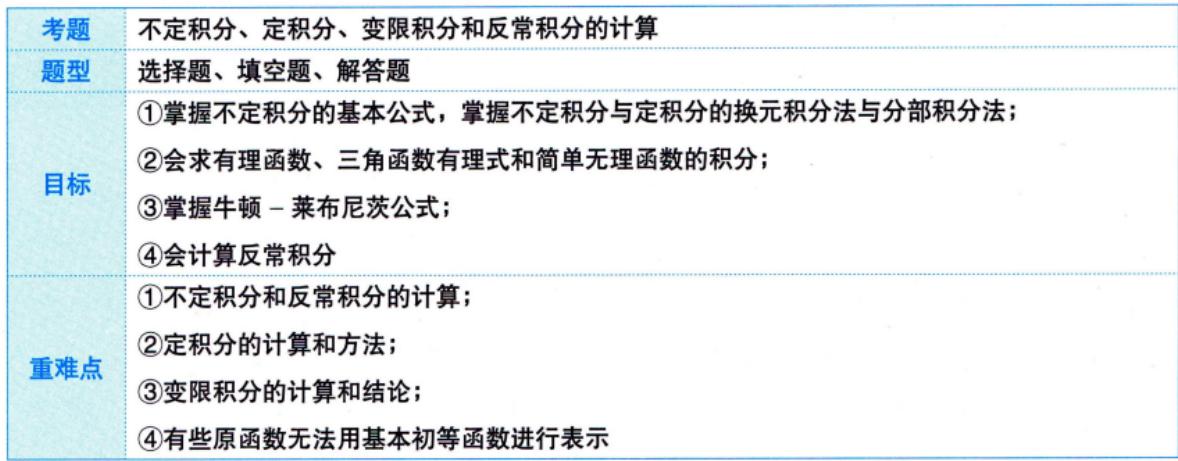 考题
不定积分、定积分、变限积分和反常积分的计算
题型
选择题、填空题、解答题
目标
①掌握不定积分的基本公式，掌握不定积分与定积分的换元积分法与分部积分法；
②会求有理函数、三角函数有理式和简单无理函数的积分；
③掌握牛顿 – 莱布尼茨公式；
④会计算反常积分
重难点
①不定积分和反常积分的计算；
②定积分的计算和方法；
③变限积分的计算和结论；
④有些原函数无法用基本初等函数进行表示